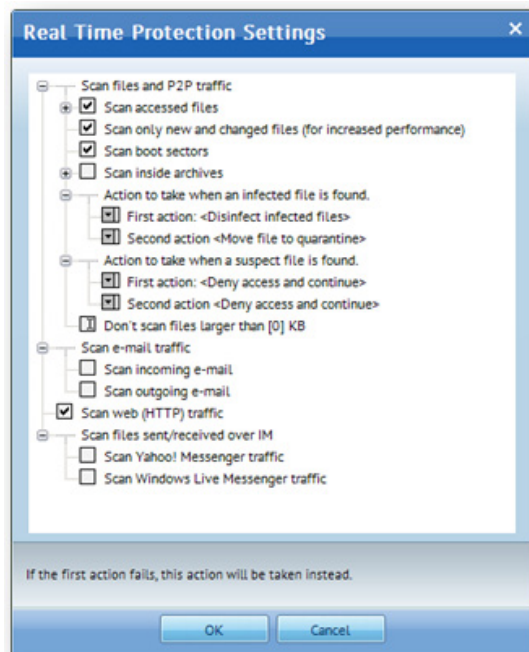 Real Time Protection Settings
Scan files and P2P traffic
Scan accessed files
Scan only new and changed files (for increased performance)
Scan boot sectors
Scan inside archives
Action to take when an infected file is found.
First action: <Disinfect infected files>
Second action <Move file to quarantine>
Action to take when a suspect file is found.
First action: <Deny access and continue>
Second action <Deny access and continue>
Don't scan files larger than [0] KB
Scan e-mail traffic
Scan incoming e-mail
Scan outgoing e-mail
Scan web (HTTP) traffic
Scan files sent/received over IM
Scan Yahoo! Messenger traffic
Scan Windows Live Messenger traffic
If the first action fails, this action will be taken instead.
OK Cancel